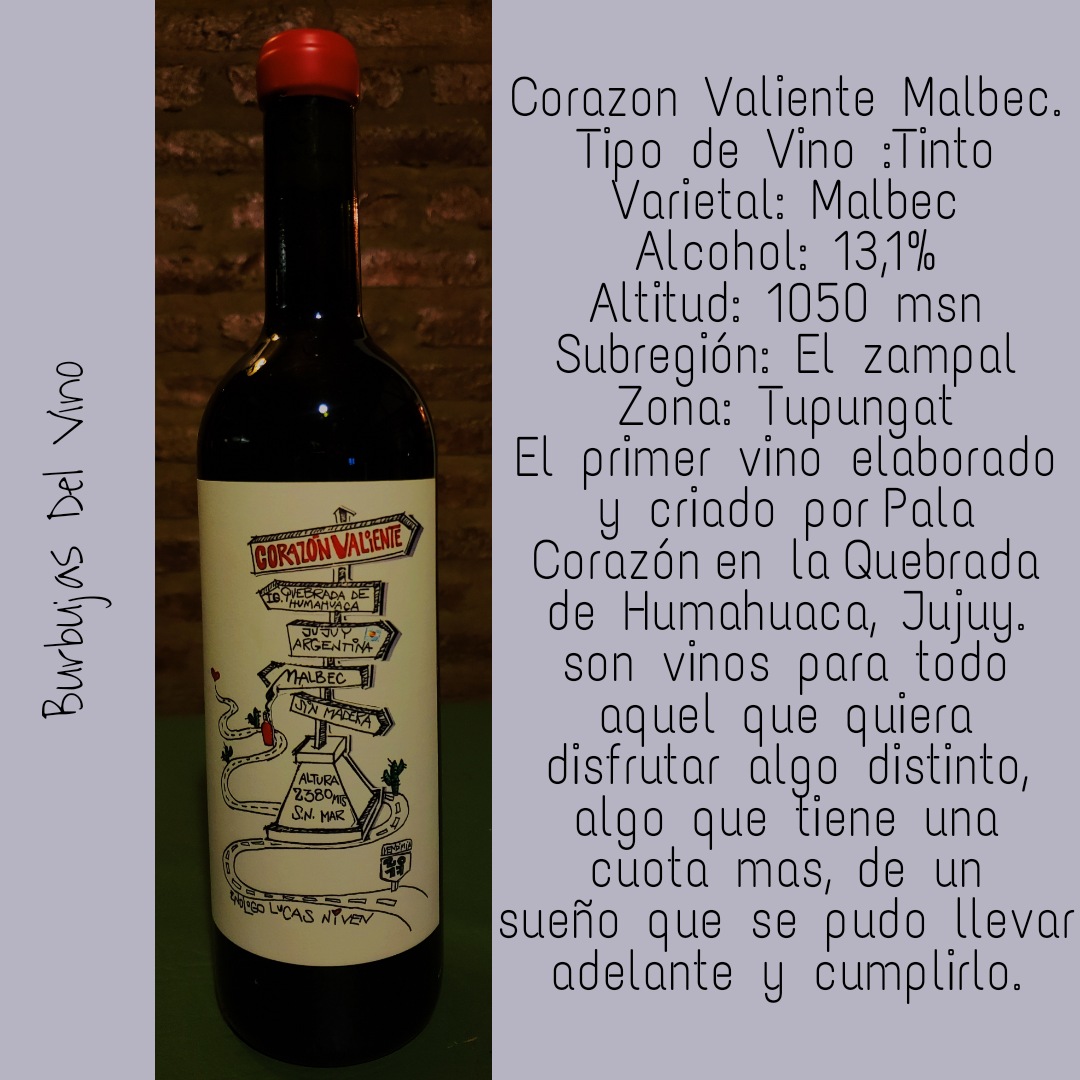 Burbujas Del Vino
CORAZÓN VALIENTE
I.G. QUEBRADA DE
HUMAHUACA
JUJUY
ARGENTINA
MALBEC
SIN MADERA
ALTURA
2380 MTS
S.N. MAR
VENDIMIA
ENÓLOGO LUCAS NIVEN
Corazon Valiente Malbec.
Tipo de Vino :Tinto
Varietal: Malbec
Alcohol: 13,1%
Altitud: 1050 msn
Subregión: El zampal
Zona: Tupungat
El primer vino elaborado
y criado por Pala
Corazón en la Quebrada
de Humahuaca, Jujuy.
son vinos para todo
aquel que quiera
disfrutar algo distinto,
algo que tiene una
cuota mas, de un
sueño que se pudo llevar
adelante y cumplirlo.